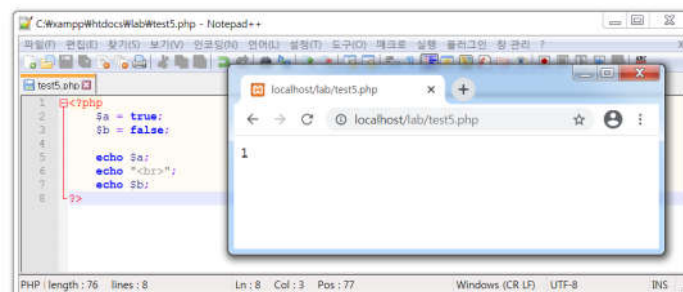 C:₩xampp₩htdocs₩lab₩test5.php - Notepad++
파일(F) 편집(E) 찾기(S) 보기(V) 인코딩(N) 언어(L) 설정(T) 도구(O) 매크로 실행 플러그인 창 관리 ? X
test5.php
1 <?php
2 $a = true;
3 $b = false;
4
5 echo $a;
6 echo "<br>";
7 echo $b;
8 ?>
localhost/lab/test5.php
localhost/lab/test5.php
1
PHP length : 76 lines : 8 Ln : 8 Col : 3 Pos : 77 Windows (CR LF) UTF-8 INS